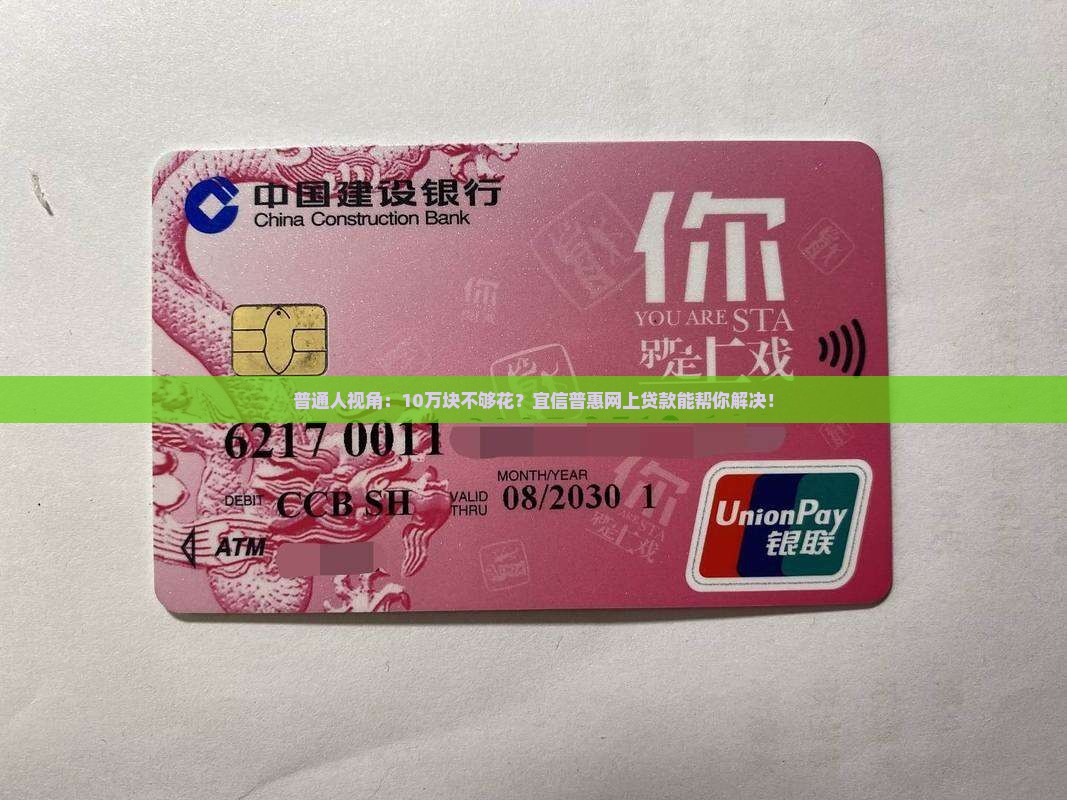 中国建设银行
China Construction Bank
你
YOU ARE STA
就是上戏
普通人视角：10万块不够花？宜信普惠网上贷款能帮你解决！
6217 0011
MONTH/YEAR
DEBIT CCB SH VALID THRU 08/2030 1
ATM
UnionPay
银联